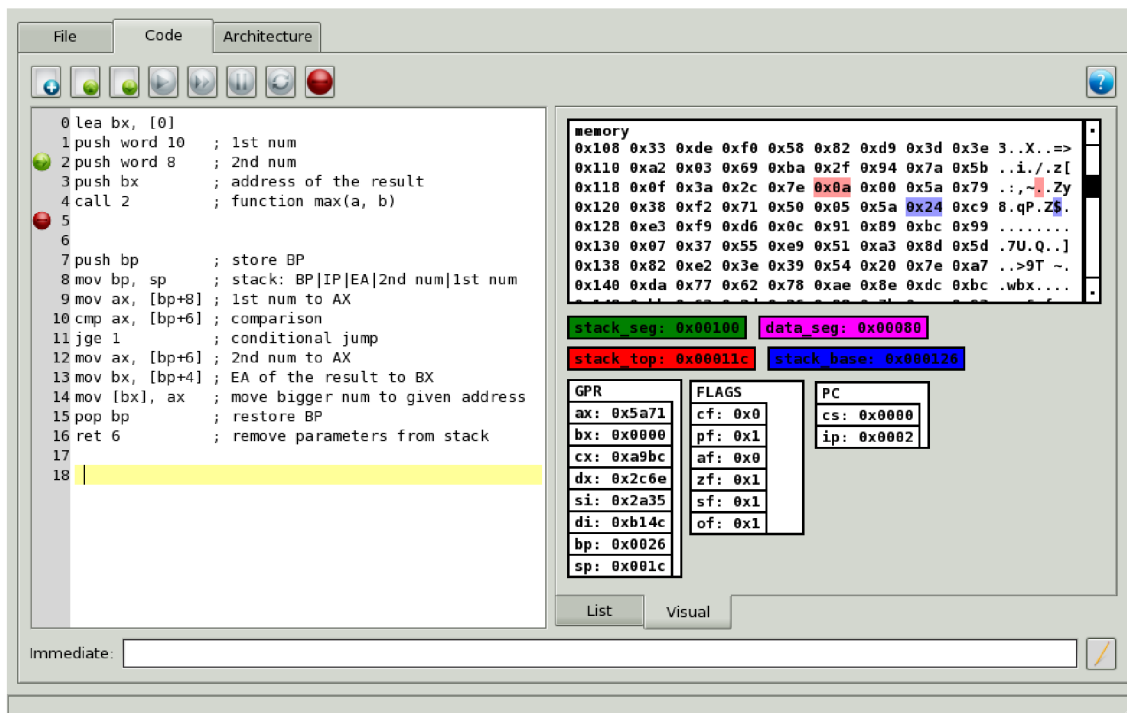 File Code Architecture
0 lea bx, [0]
1 push word 10 ; 1st num
2 push word 8 ; 2nd num
3 push bx ; address of the result
4 call 2 ; function max(a, b)
5
6
7 push bp ; store BP
8 mov bp, sp ; stack: BP|IP|EA|2nd num|1st num
9 mov ax, [bp+8] ; 1st num to AX
10 cmp ax, [bp+6] ; comparison
11 jge 1 ; conditional jump
12 mov ax, [bp+6] ; 2nd num to AX
13 mov bx, [bp+4] ; EA of the result to BX
14 mov [bx], ax ; move bigger num to given address
15 pop bp ; restore BP
16 ret 6 ; remove parameters from stack
17
18
memory
0x108 0x33 0xde 0xf0 0x58 0x82 0xd9 0x3d 0x3e 3..X..=>
0x110 0xa2 0x03 0x69 0xba 0x2f 0x94 0x7a 0x5b ..i./.z[
0x118 0x0f 0x3a 0x2c 0x7e 0x0a 0x00 0x5a 0x79 .:,~..Zy
0x120 0x38 0xf2 0x71 0x50 0x05 0x5a 0x24 0xc9 8.qP.Z$.
0x128 0xe3 0xf9 0xd6 0x0c 0x91 0x89 0xbc 0x99 ........
0x130 0x07 0x37 0x55 0xe9 0x51 0xa3 0x8d 0x5d .7U.Q..]
0x138 0x82 0xe2 0x3e 0x39 0x54 0x20 0x7e 0xa7 ..>9T ~.
0x140 0xda 0x77 0x62 0x78 0xae 0x8e 0xdc 0xbc .wbx....
stack_seg: 0x00100 data_seg: 0x00080
stack_top: 0x00011c stack_base: 0x000126
GPR
ax: 0x5a71
bx: 0x0000
cx: 0xa9bc
dx: 0x2c6e
si: 0x2a35
di: 0xb14c
bp: 0x0026
sp: 0x001c
FLAGS
cf: 0x0
pf: 0x1
af: 0x0
zf: 0x1
sf: 0x1
of: 0x1
PC
cs: 0x0000
ip: 0x0002
List Visual
Immediate: